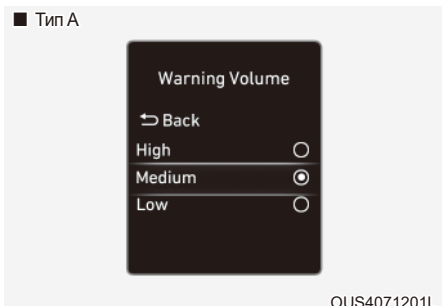 ■ Тип A
Warning Volume
⮌ Back
High
Medium
Low
OUS4071201L